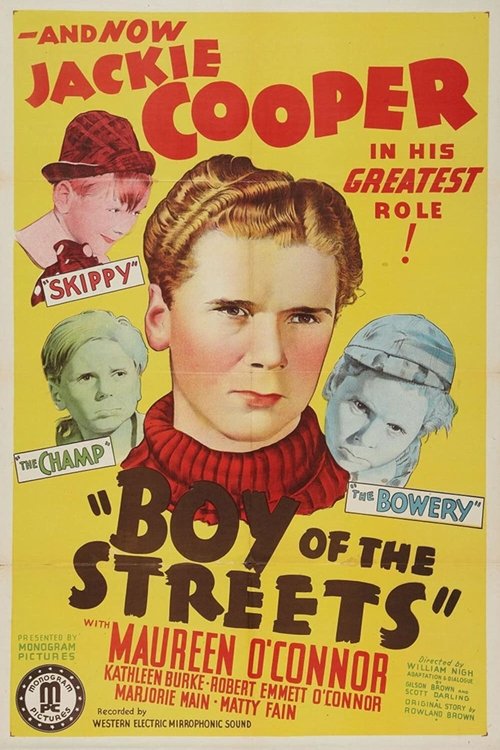 —AND NOW
JACKIE
COOPER
IN HIS
GREATEST
ROLE
!
"SKIPPY"
"THE CHAMP"
"THE BOWERY"
"BOY OF THE
STREETS"
WITH
MAUREEN O'CONNOR
KATHLEEN BURKE-ROBERT EMMETT O'CONNOR
MARJORIE MAIN-MATTY FAIN
Recorded by
WESTERN ELECTRIC MIRROPHONIC SOUND
PRESENTED BY
MONOGRAM
PICTURES
MONOGRAM
M
PC
PICTURES
Directed by
WILLIAM NIGH
ADAPTATION & DIALOGUE
BY
GILSON BROWN AND
SCOTT DARLING
ORIGINAL STORY by
ROWLAND BROWN